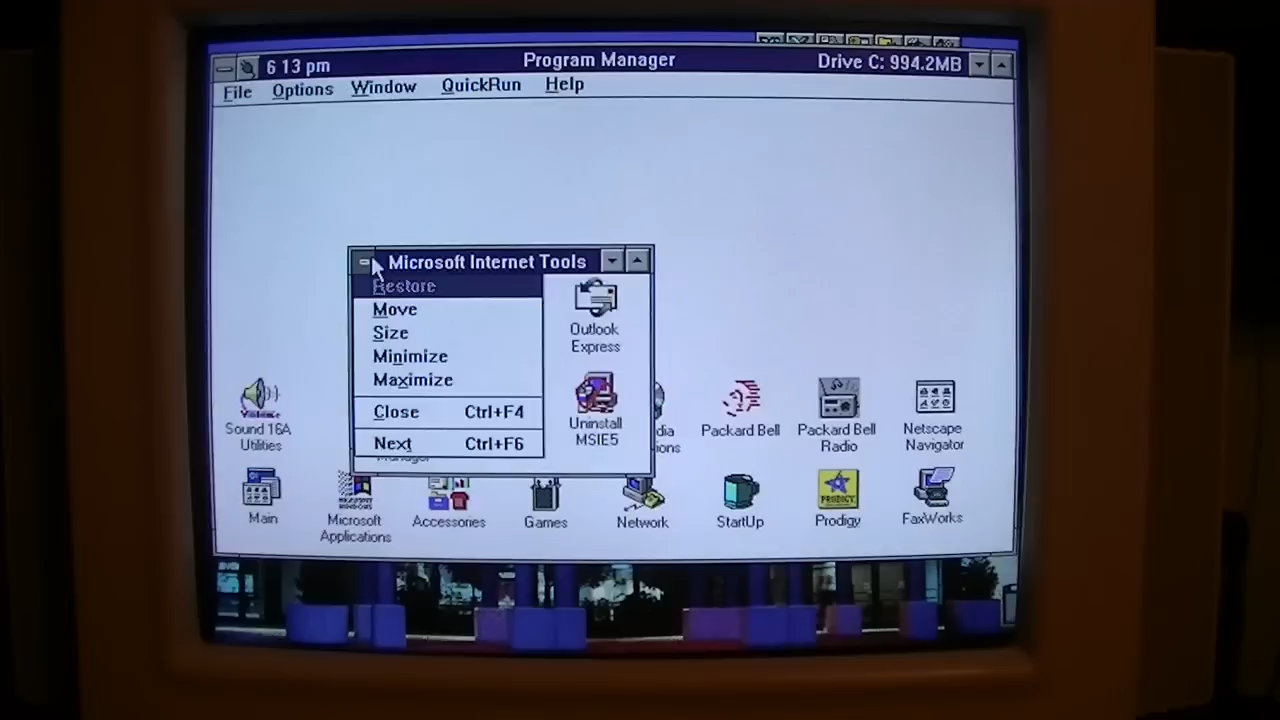 6 13 pm
Program Manager
Drive C: 994.2MB
File Options Window QuickRun Help
Microsoft Internet Tools
Restore
Move
Size
Minimize
Maximize
Close Ctrl+F4
Next Ctrl+F6
Outlook
Express
Uninstall
MSIE5
Sound 16A
Utilities
Packard Bell
Packard Bell
Radio
Netscape
Navigator
Main
Microsoft
Applications
Accessories
Games
Network
StartUp
PRODIGY
Prodigy
FaxWorks